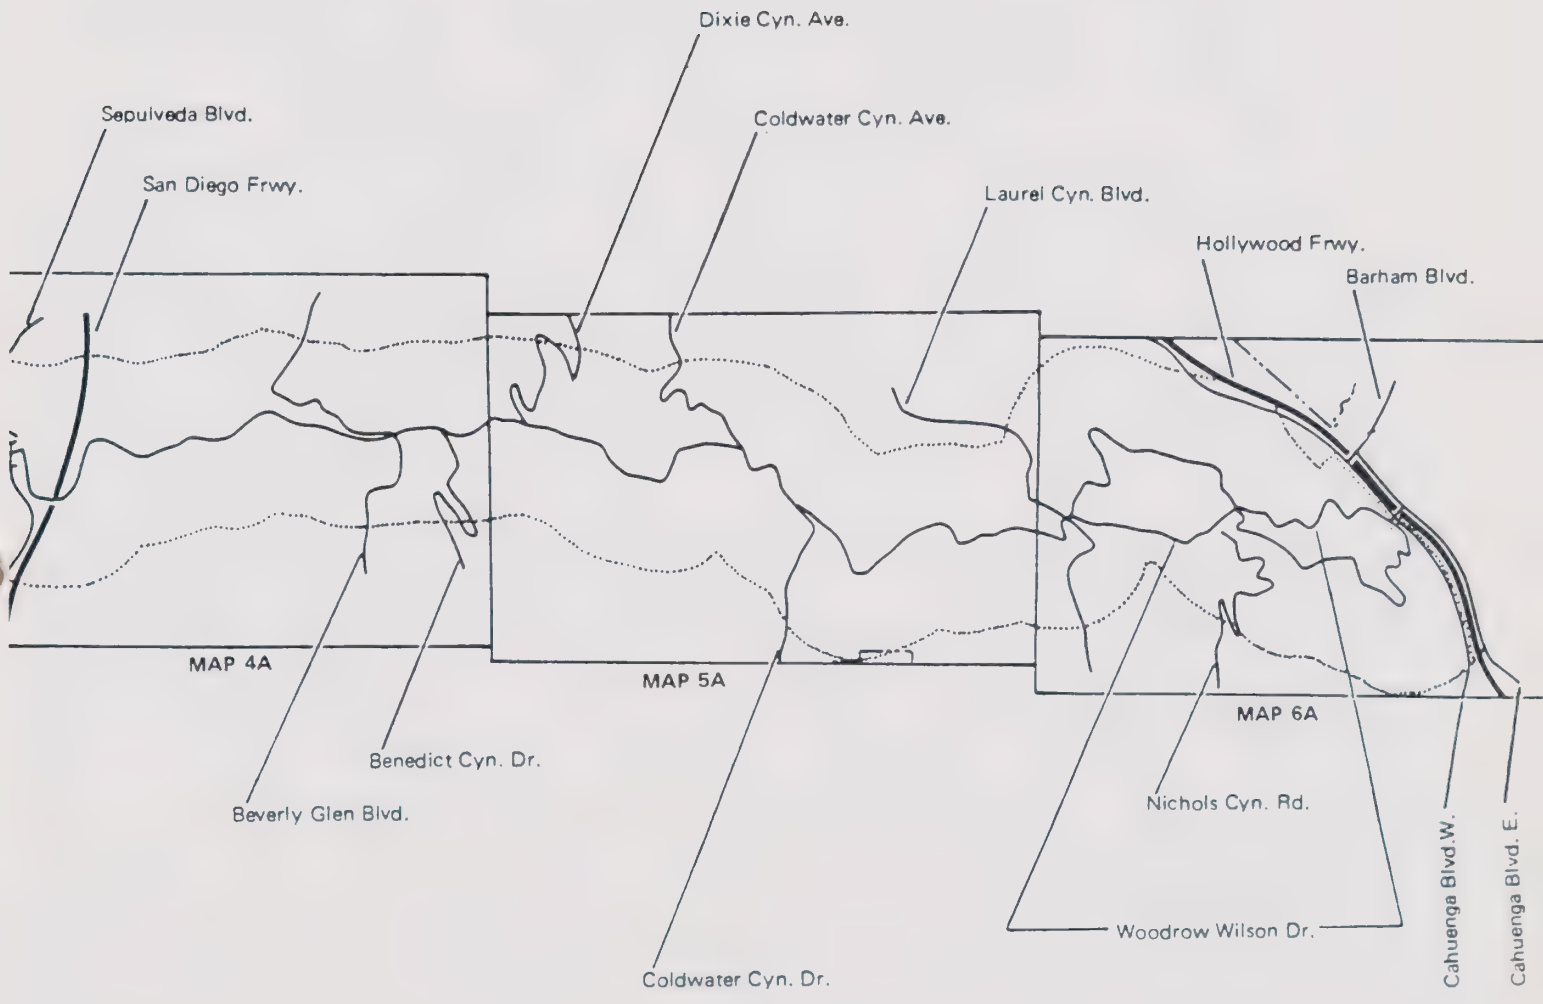 Dixie Cyn. Ave.
Sepulveda Blvd.
Coldwater Cyn. Ave.
San Diego Frwy.
Laurel Cyn. Blvd.
Hollywood Frwy.
Barham Blvd.
MAP 4A
MAP 5A
MAP 6A
Benedict Cyn. Dr.
Beverly Glen Blvd.
Nichols Cyn. Rd.
Woodrow Wilson Dr.
Coldwater Cyn. Dr.
Cahuenga Blvd.W.
Cahuenga Blvd. E.